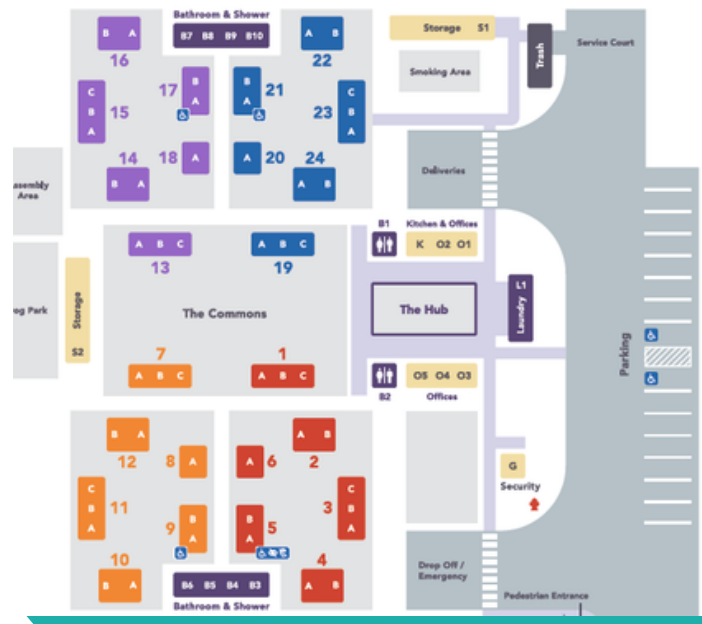 Bathroom & Shower
B7 B8 B9 B10
B A
16
A B
22
Storage S1
Smoking Area
Trash
Service Court
C
B
A
15
17
B
A
B
A
21
23
C
B
A
14
B A
18
A
A
20
24
A B
Deliveries
Area
B1
Kitchen & Offices
K O2 O1
A B C
13
A B C
19
The Commons
The Hub
L1
Laundry
Storage
S2
Park
Parking
7
A B C
1
A B C
B2
O5 O4 O3
Offices
B A
12
8
A
A
6
A B
2
G
Security
C
B
A
11
9
B
A
B
A
5
3
C
B
A
10
B A
4
A B
B6 B5 B4 B3
Bathroom & Shower
Drop Off /
Emergency
Pedestrian Entrance